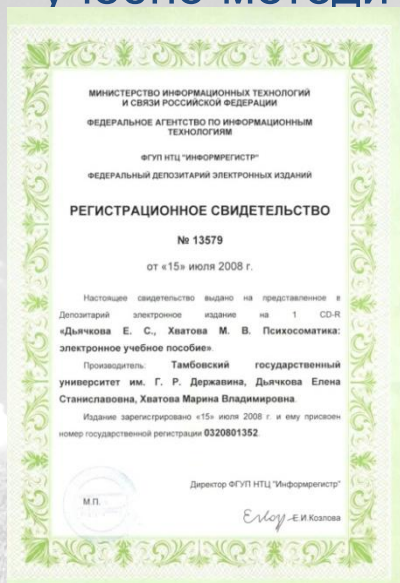 МИНИСТЕРСТВО ИНФОРМАЦИОННЫХ ТЕХНОЛОГИЙ
И СВЯЗИ РОССИЙСКОЙ ФЕДЕРАЦИИ
ФЕДЕРАЛЬНОЕ АГЕНТСТВО ПО ИНФОРМАЦИОННЫМ
ТЕХНОЛОГИЯМ
ФГУП НТЦ "ИНФОРМРЕГИСТР"
ФЕДЕРАЛЬНЫЙ ДЕПОЗИТАРИЙ ЭЛЕКТРОННЫХ ИЗДАНИЙ
РЕГИСТРАЦИОННОЕ СВИДЕТЕЛЬСТВО
№ 13579
от «15» июля 2008 г.
Настоящее свидетельство выдано на представленное в
Депозитарий электронное издание на 1 CD-R
«Дьячкова Е. С., Хватова М. В. Психосоматика:
электронное учебное пособие».
Производитель: Тамбовский государственный
университет им. Г. Р. Державина, Дьячкова Елена
Станиславовна, Хватова Марина Владимировна.
Издание зарегистрировано «15» июля 2008 г. и ему присвоен
номер государственной регистрации 0320801352.
Директор ФГУП НТЦ "Информрегистр"
М.П.
Е.И.Козлова